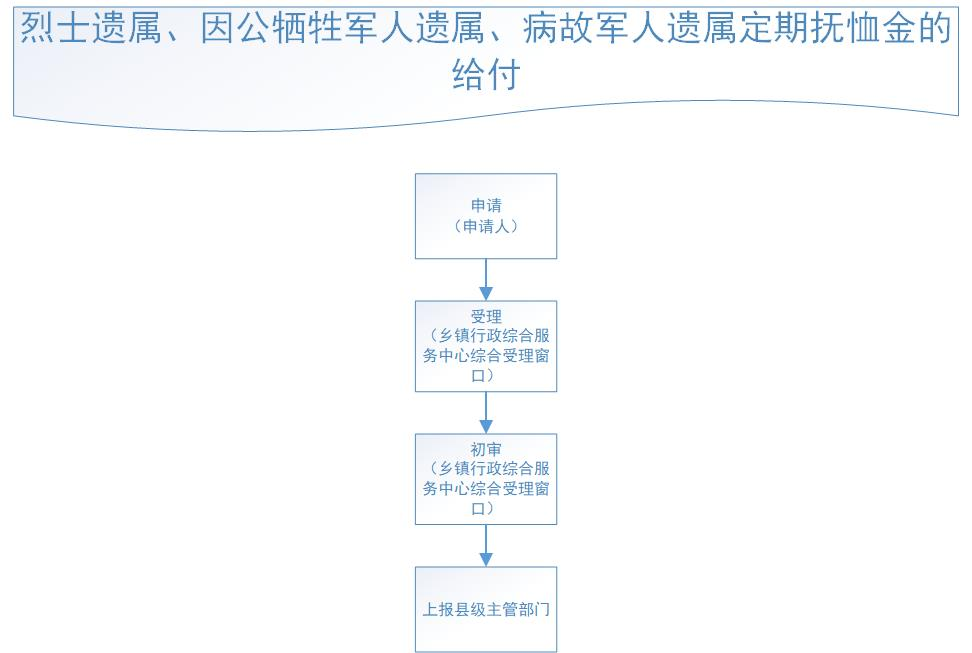 烈士遗属、因公牺牲军人遗属、病故军人遗属定期抚恤金的
给付
申请
（申请人）
受理
（乡镇行政综合服
务中心综合受理窗
口）
初审
（乡镇行政综合服
务中心综合受理窗
口）
上报县级主管部门